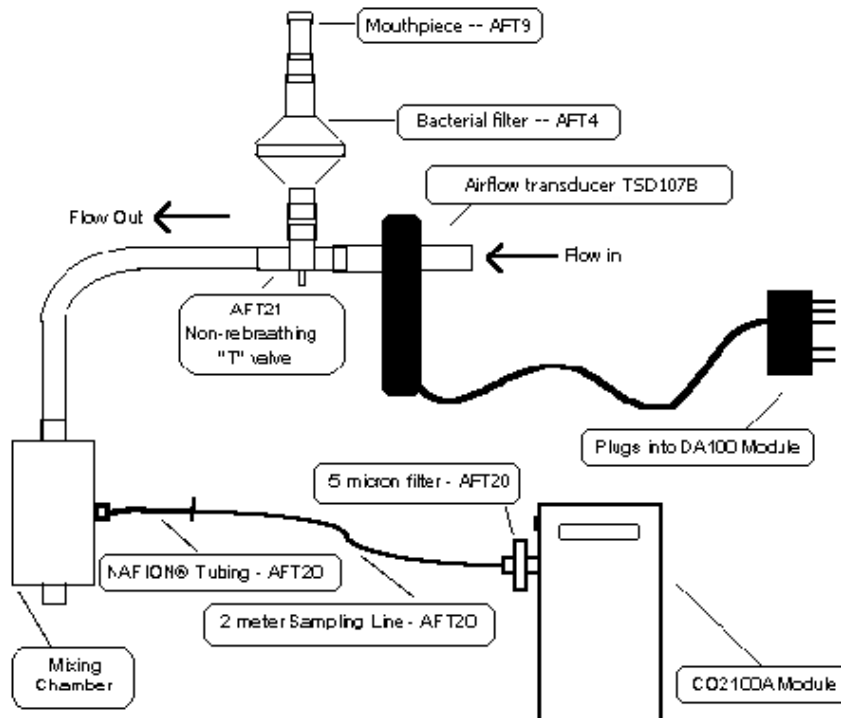 Mouthpiece -- AFT9
Bacterial filter -- AFT4
Airflow transducer TSD107B
Flow Out
Flow in
AFT21
Non-rebreathing
"T" valve
Plugs into DA100 Module
5 micron filter - AFT20
NAFION® Tubing - AFT20
2 meter Sampling Line - AFT20
Mixing
Chamber
CO2100A Module